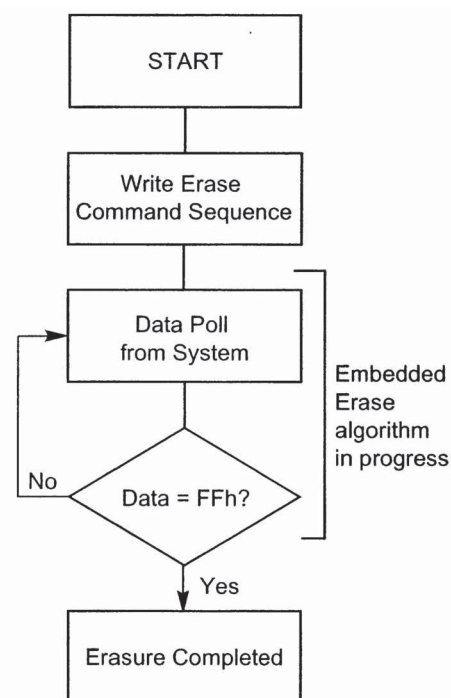 START
Write Erase
Command Sequence
Data Poll
from System
Embedded
Erase
algorithm
in progress
No
Data = FFh?
Yes
Erasure Completed